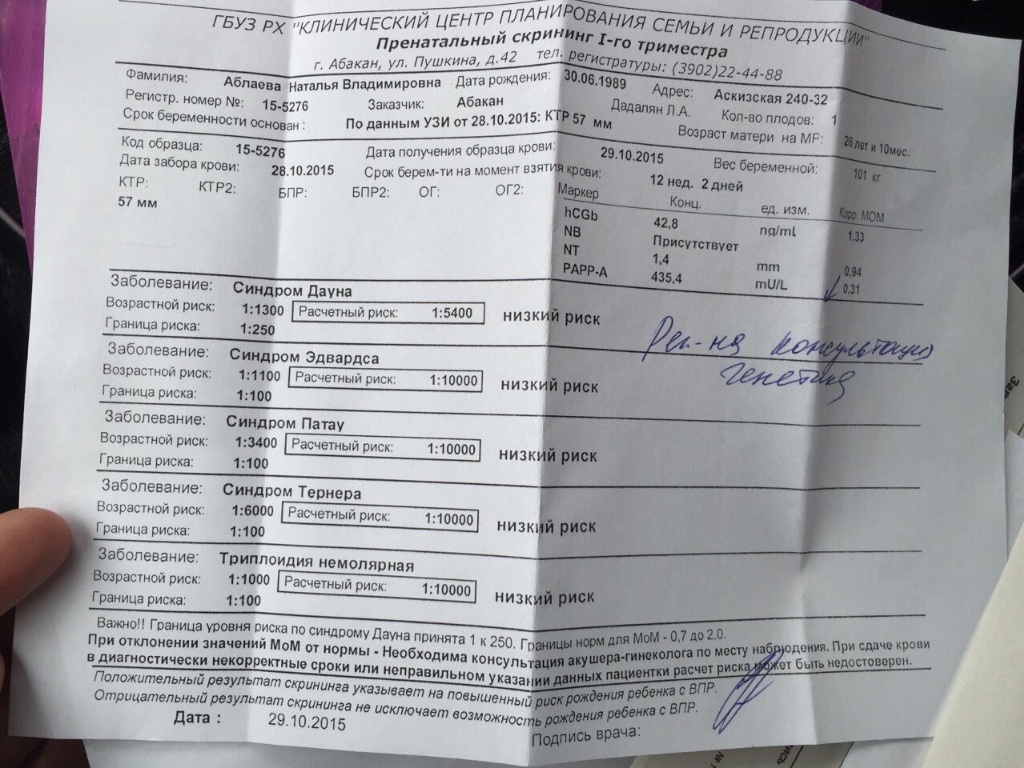 ГБУЗ РХ "КЛИНИЧЕСКИЙ ЦЕНТР ПЛАНИРОВАНИЯ СЕМЬИ И РЕПРОДУКЦИИ"
Пренатальный скрининг I-го триместра
г. Абакан, ул. Пушкина, д.42 тел. регистратуры: (3902)22-44-88
Фамилия: Аблаева Наталья Владимировна Дата рождения: 30.06.1989 Адрес: Аскизская 240-32
Регистр. номер №: 15-5276 Заказчик: Абакан Дадалян Л.А. Кол-во плодов: 1
Срок беременности основан : По данным УЗИ от 28.10.2015: КТР 57 мм Возраст матери на МР: 26 лет и 10мес.
Код образца: 15-5276 Дата получения образца крови: 29.10.2015 Вес беременной: 101 кг
Дата забора крови: 28.10.2015 Срок берем-ти на момент взятия крови: 12 нед. 2 дней
КТР: КТР2: БПР: БПР2: ОГ: ОГ2:
57 мм
Маркер Конц. ед. изм. Корр. МОМ
hCGb 42,8 ng/ml 1,33
NB Присутствует
NT 1,4 mm 0,94
PAPP-A 435,4 mU/L 0,31
Заболевание: Синдром Дауна
Возрастной риск: 1:1300 Расчетный риск: 1:5400 низкий риск
Граница риска: 1:250
Рек-на консультация
генетика
Заболевание: Синдром Эдвардса
Возрастной риск: 1:1100 Расчетный риск: 1:10000 низкий риск
Граница риска: 1:100
Заболевание: Синдром Патау
Возрастной риск: 1:3400 Расчетный риск: 1:10000 низкий риск
Граница риска: 1:100
Заболевание: Синдром Тернера
Возрастной риск: 1:6000 Расчетный риск: 1:10000 низкий риск
Граница риска: 1:100
Заболевание: Триплоидия немолярная
Возрастной риск: 1:1000 Расчетный риск: 1:10000 низкий риск
Граница риска: 1:100
Важно!! Граница уровня риска по синдрому Дауна принята 1 к 250. Границы норм для МоМ - 0,7 до 2,0.
При отклонении значений МоМ от нормы - Необходима консультация акушера-гинеколога по месту наблюдения. При сдаче крови
в диагностически некорректные сроки или неправильном указании данных пациентки расчет риска может быть недостоверен.
Положительный результат скрининга указывает на повышенный риск рождения ребенка с ВПР.
Отрицательный результат скрининга не исключает возможность рождения ребенка с ВПР.
Дата : 29.10.2015 Подпись врача: